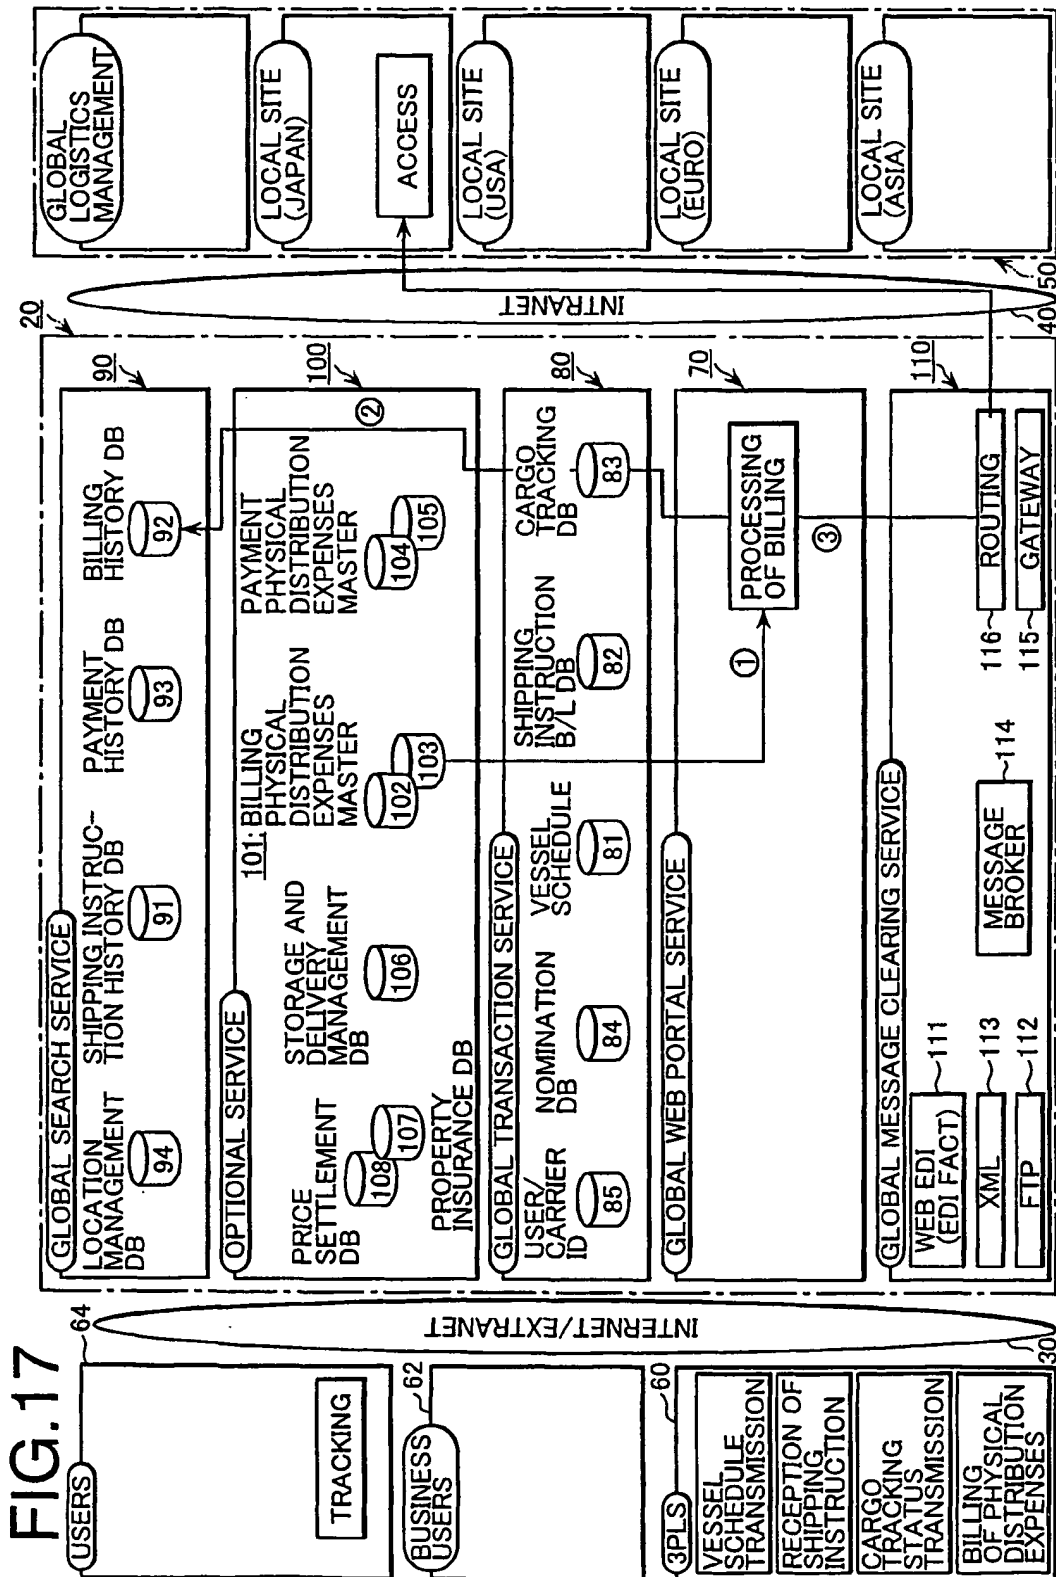 FIG.17
USERS
64
TRACKING
BUSINESS
USERS
62
3PLS
60
VESSEL
SCHEDULE
TRANSMISSION
RECEPTION OF
SHIPPING
INSTRUCTION
CARGO
TRACKING
STATUS
TRANSMISSION
BILLING
OF PHYSICAL
DISTRIBUTION
EXPENSES
INTERNET/EXTRANET
30
20
GLOBAL SEARCH SERVICE
90
LOCATION
MANAGEMENT
DB
94
SHIPPING INSTRUC-
TION HISTORY DB
91
PAYMENT
HISTORY DB
93
BILLING
HISTORY DB
92
OPTIONAL SERVICE
100
PRICE
SETTLEMENT
DB
108
107
PROPERTY
INSURANCE DB
STORAGE AND
DELIVERY
MANAGEMENT
DB
106
101: BILLING
PHYSICAL
DISTRIBUTION
EXPENSES
MASTER
102
103
PAYMENT
PHYSICAL
DISTRIBUTION
EXPENSES
MASTER
104
105
②
GLOBAL TRANSACTION SERVICE
80
USER/
CARRIER
ID
85
NOMINATION
DB
84
VESSEL
SCHEDULE
81
SHIPPING
INSTRUCTION
B/L DB
82
CARGO
TRACKING
DB
83
GLOBAL WEB PORTAL SERVICE
70
①
PROCESSING
OF BILLING
③
GLOBAL MESSAGE CLEARING SERVICE
110
WEB EDI
(EDI FACT)
111
XML
113
FTP
112
MESSAGE
BROKER
114
116
ROUTING
115
GATEWAY
INTRANET
40
50
GLOBAL
LOGISTICS
MANAGEMENT
LOCAL SITE
(JAPAN)
ACCESS
LOCAL SITE
(USA)
LOCAL SITE
(EURO)
LOCAL SITE
(ASIA)